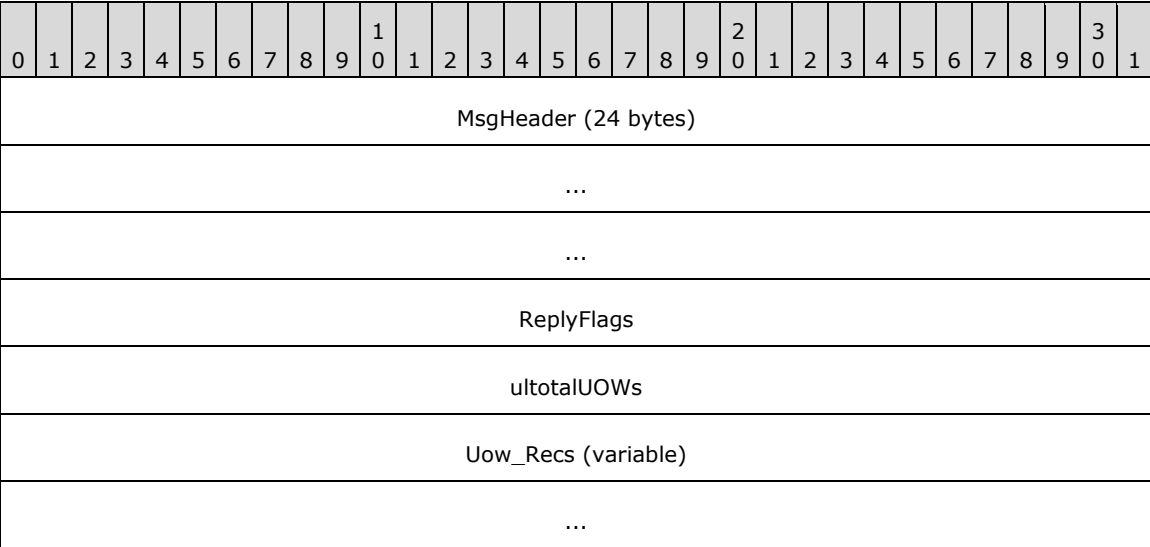 1 2 3
0 1 2 3 4 5 6 7 8 9 0 1 2 3 4 5 6 7 8 9 0 1 2 3 4 5 6 7 8 9 0 1
MsgHeader (24 bytes)
...
...
ReplyFlags
ultotalUOWs
Uow_Recs (variable)
...